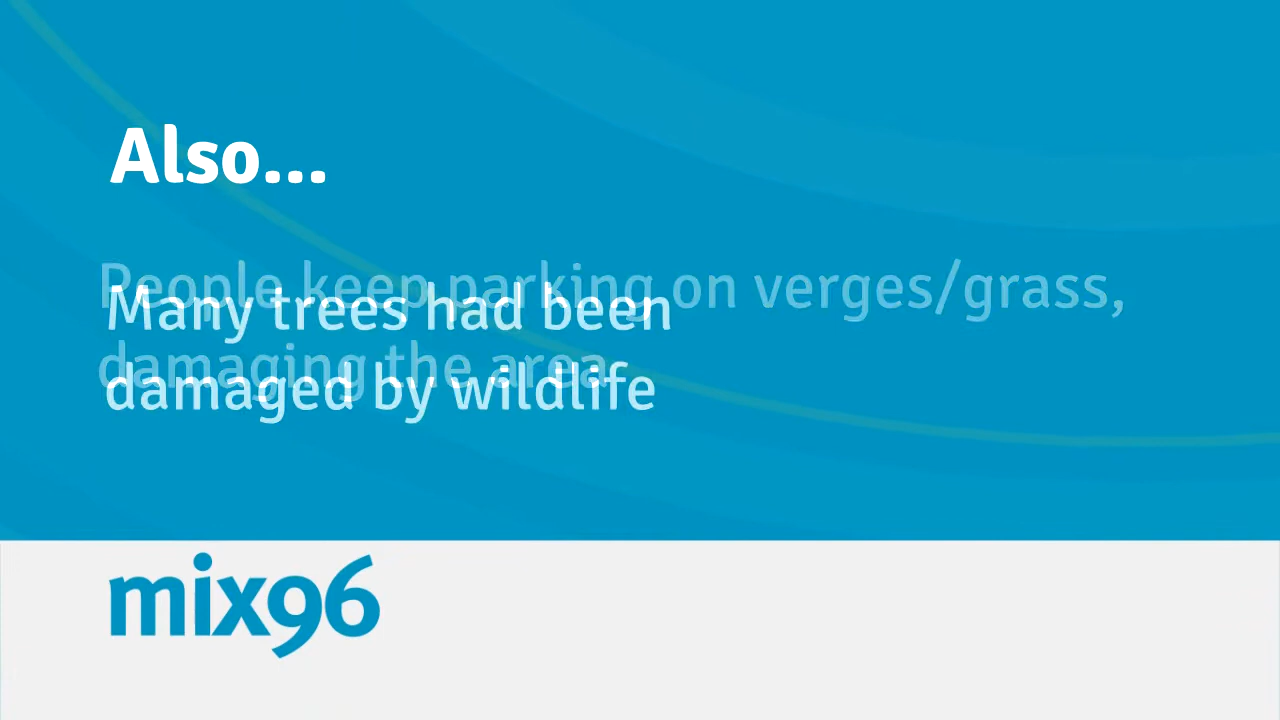 Also...
People keep parking on verges/grass,
damaging the area
Many trees had been
damaged by wildlife
mix96